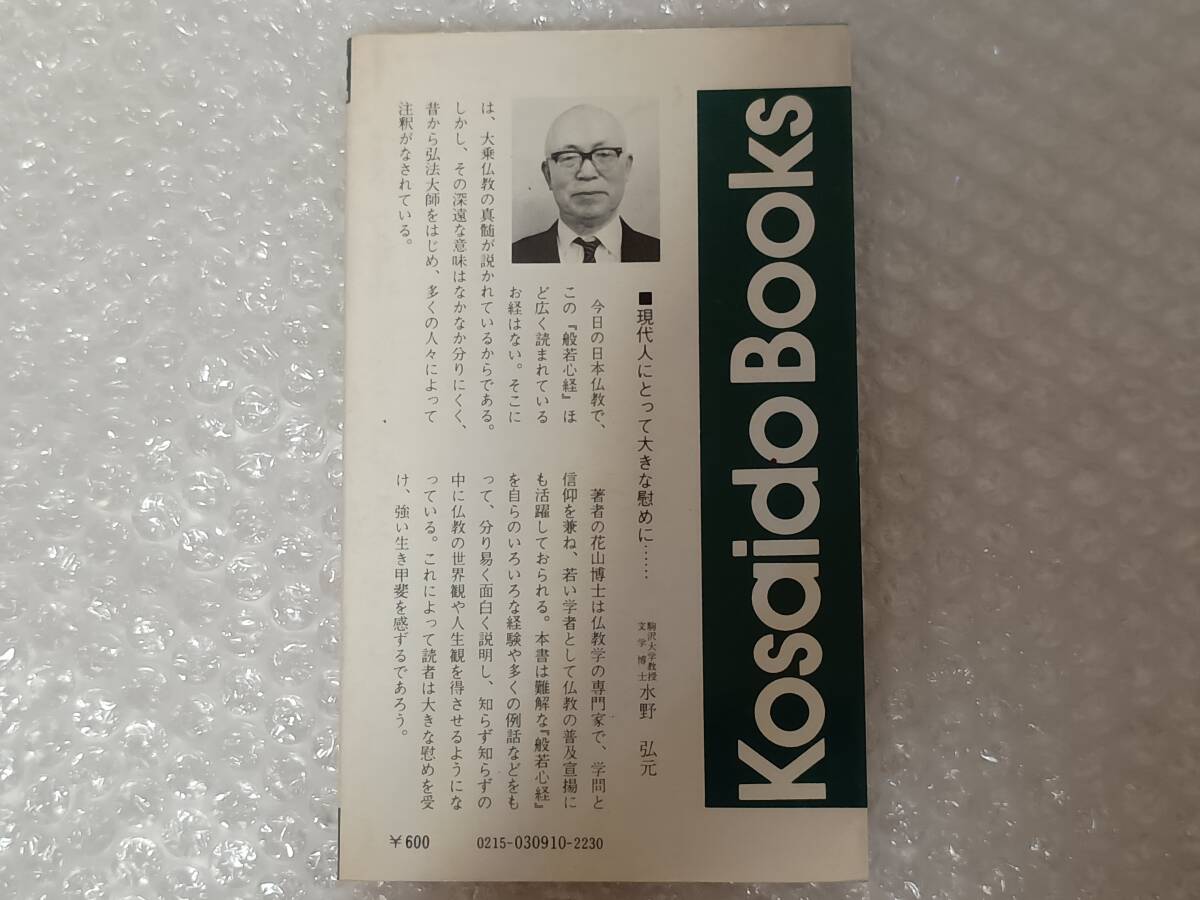 Kosaido Books
■現代人にとって大きな慰めに……
駒沢大学教授
文学博士
水野 弘元
今日の日本仏教で、
この『般若心経』ほ
ど広く読まれている
お経はない。そこに
は、大乗仏教の真髄が説かれているからである。
しかし、その深遠な意味はなかなか分りにくく、
昔から弘法大師をはじめ、多くの人々によって
注釈がなされている。
著者の花山博士は仏教学の専門家で、学問と
信仰を兼ね、若い学者として仏教の普及宣揚に
も活躍しておられる。本書は難解な『般若心経』
を自らのいろいろな経験や多くの例話などをも
って、分り易く面白く説明し、知らず知らずの
中に仏教の世界観や人生観を得させるようにな
っている。これによって読者は大きな慰めを受
け、強い生き甲斐を感ずるであろう。
¥600
0215-030910-2230